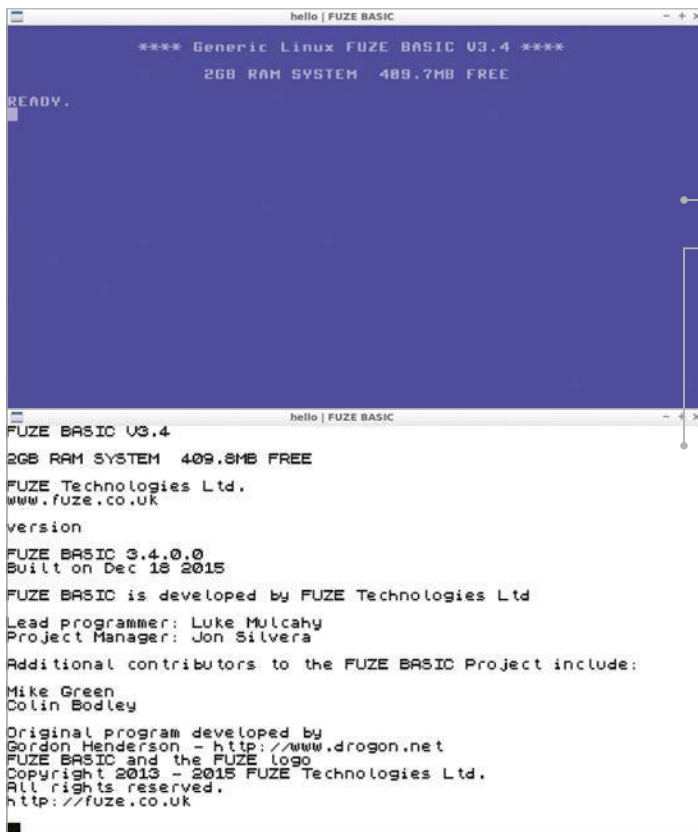 hello | FUZE BASIC
**** Generic Linux FUZE BASIC V3.4 ****
2GB RAM SYSTEM 409.7MB FREE
READY.
hello | FUZE BASIC
FUZE BASIC V3.4
2GB RAM SYSTEM 409.8MB FREE
FUZE Technologies Ltd.
www.fuze.co.uk
version
FUZE BASIC 3.4.0.0
Built on Dec 18 2015
FUZE BASIC is developed by FUZE Technologies Ltd
Lead programmer: Luke Mulcahy
Project Manager: Jon Silvera
Additional contributors to the FUZE BASIC Project include:
Mike Green
Colin Bodley
Original program developed by
Gordon Henderson - http://www.drogon.net
FUZE BASIC and the FUZE logo
Copyright 2013 - 2015 FUZE Technologies Ltd.
All rights reserved.
http://fuze.co.uk